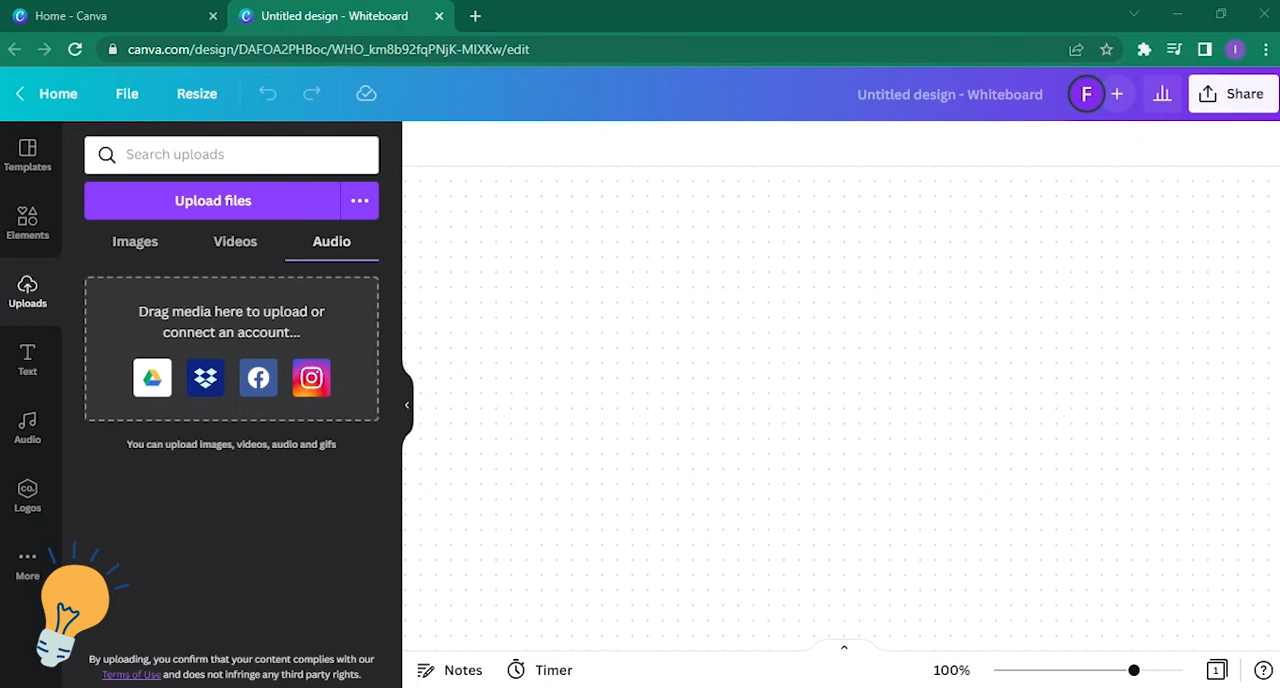 Home - Canva
Untitled design - Whiteboard
canva.com/design/DAFOA2PHBoc/WHO_km8b92fqPNjK-MlXKw/edit
I
Home
File
Resize
Untitled design - Whiteboard
F
Share
Templates
Elements
Uploads
Text
Audio
CO.
Logos
More
Search uploads
Upload files
Images
Videos
Audio
Drag media here to upload or
connect an account...
You can upload images, videos, audio and gifs
By uploading, you confirm that your content complies with our
Terms of Use and does not infringe any third party rights.
Notes
Timer
100%
1